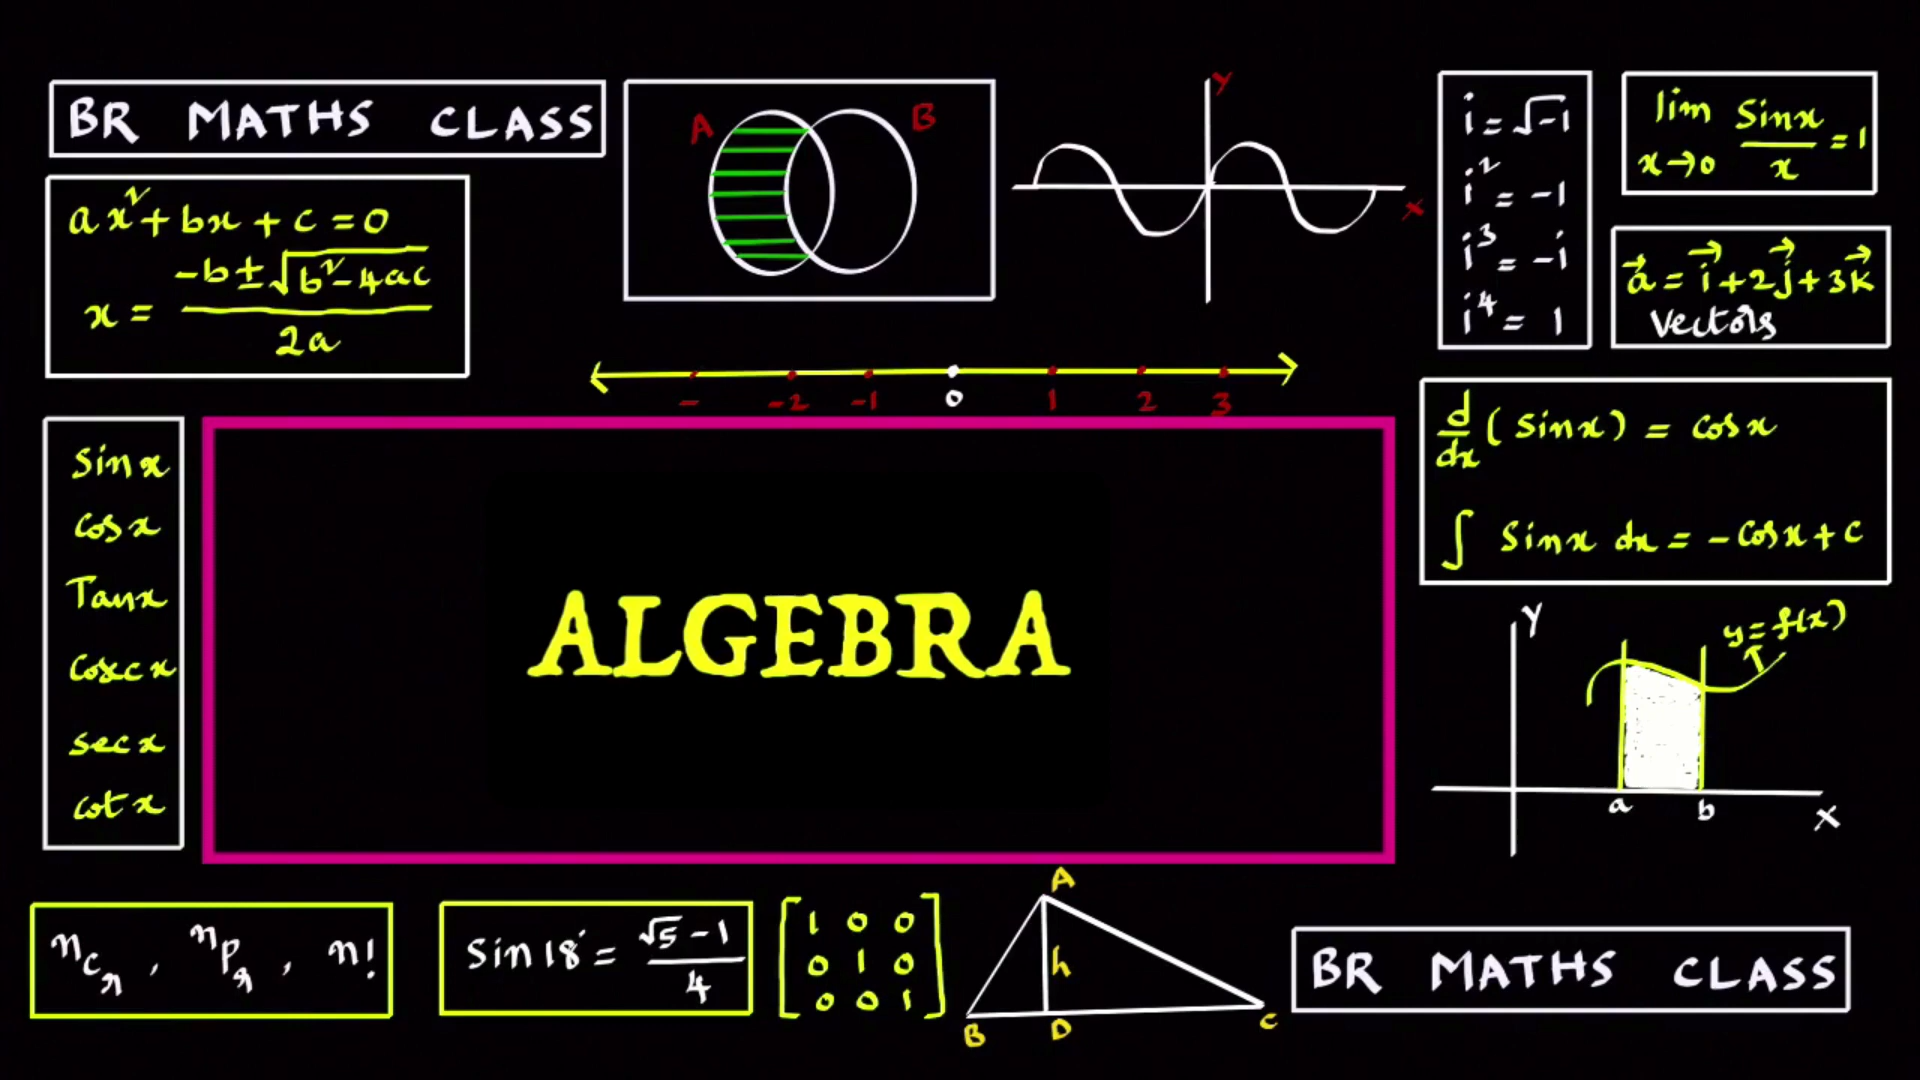 BR MATHS CLASS
ax²+bx+c=0
x = (-b±√(b²-4ac))/2a
A B
Y
X
i=√-1
i²=-1
i³=-i
i⁴=1
lim x→0 Sinx/x =1
a⃗=i⃗+2j⃗+3k⃗
Vectors
- -2 -1 0 1 2 3
Sinx
Cosx
Tanx
Cosecx
secx
cotx
ALGEBRA
d/dx (Sinx) = Cosx
∫ Sinx dx = -Cosx+c
Y
y=f(x)
a b X
nCr, nPr, n!
Sin18°= (√5-1)/4
1 0 0
0 1 0
0 0 1
A
h
B D C
BR MATHS CLASS